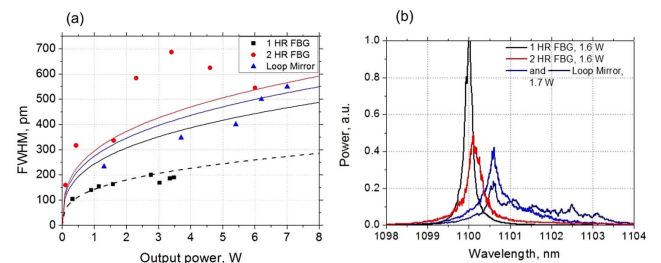 (a)
FWHM, pm
700
600
500
400
300
200
100
0
0 1 2 3 4 5 6 7 8
Output power, W
1 HR FBG
2 HR FBG
Loop Mirror
(b)
Power, a.u.
1.0
0.8
0.6
0.4
0.2
0.0
1098 1099 1100 1101 1102 1103 1104
Wavelength, nm
1 HR FBG, 1.6 W
2 HR FBG, 1.6 W
and Loop Mirror,
1.7 W